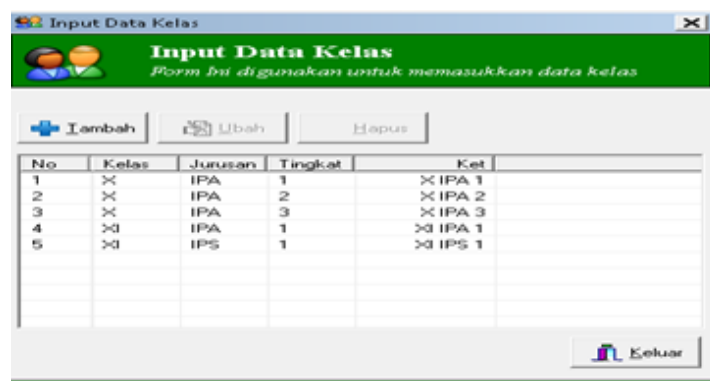 Input Data Kelas
Input Data Kelas
Form Ini digunakan untuk memasukkan data kelas
Tambah Ubah Hapus
No Kelas Jurusan Tingkat Ket
1 X IPA 1 X IPA 1
2 X IPA 2 X IPA 2
3 X IPA 3 X IPA 3
4 XI IPA 1 XI IPA 1
5 XI IPS 1 XI IPS 1
Keluar